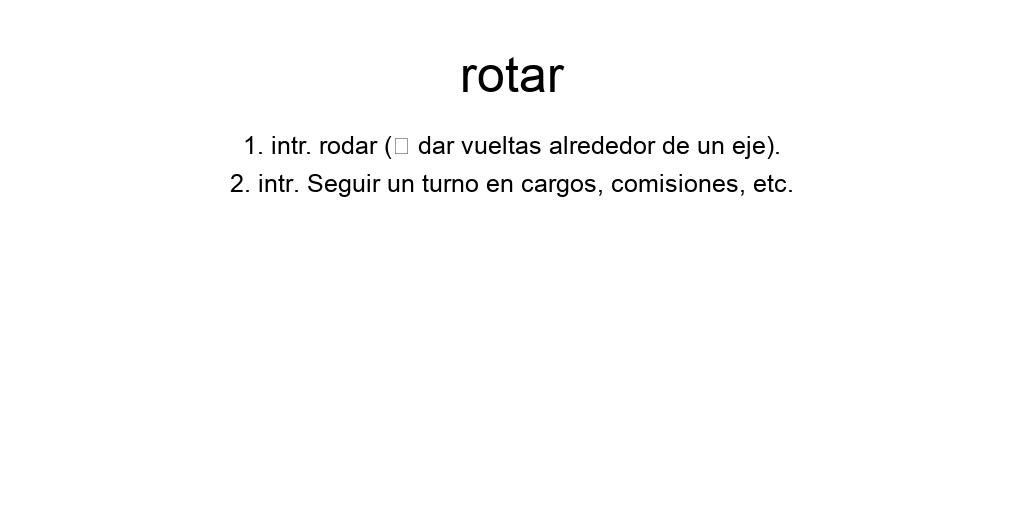 rotar
1. intr. rodar (▯ dar vueltas alrededor de un eje).
2. intr. Seguir un turno en cargos, comisiones, etc.